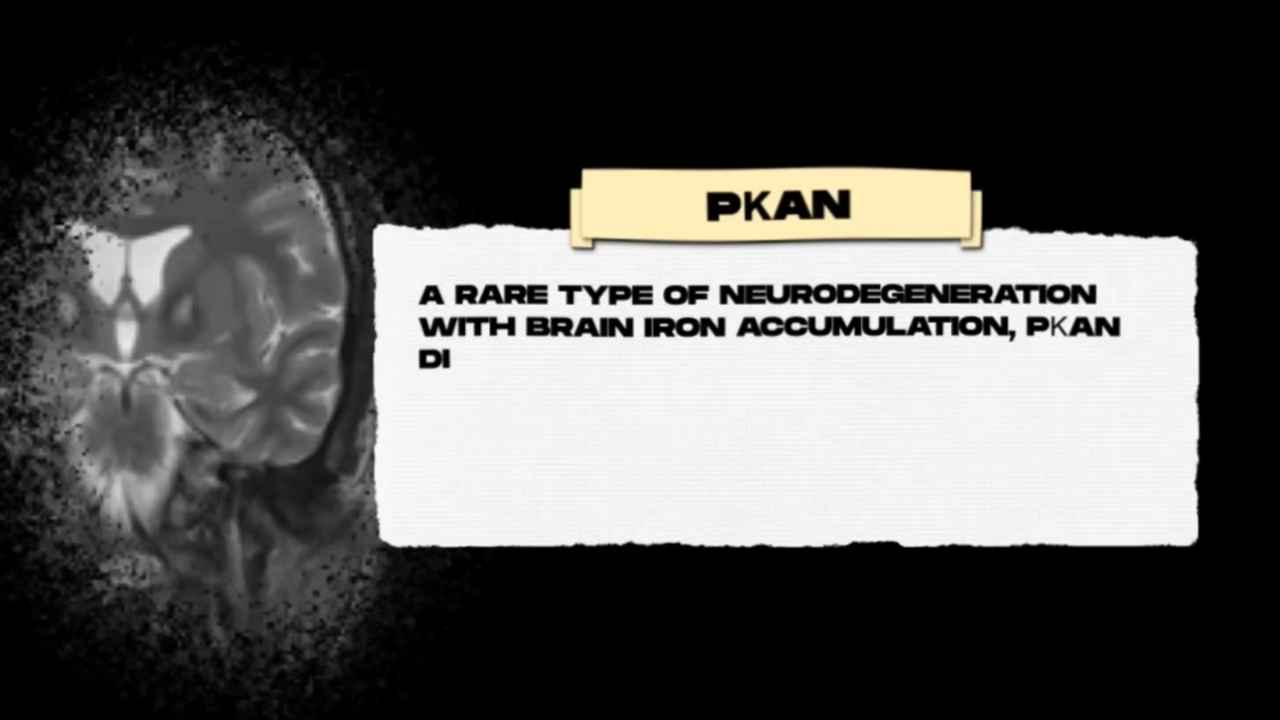 PKAN
A RARE TYPE OF NEURODEGENERATION
WITH BRAIN IRON ACCUMULATION, PKAN
DI